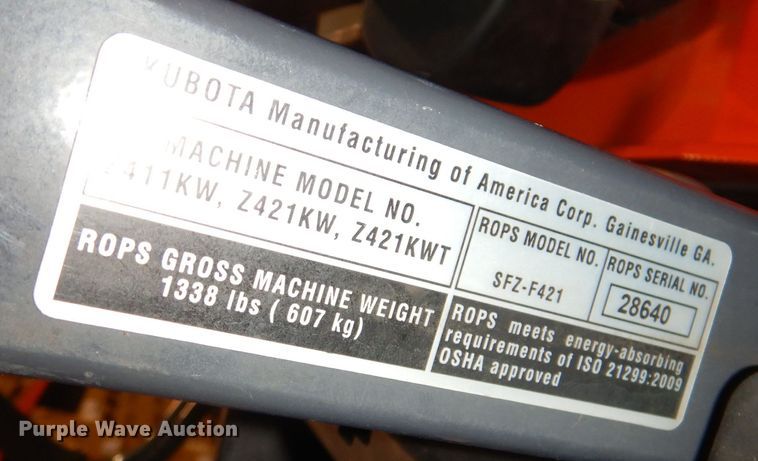 KUBOTA Manufacturing of America Corp. Gainesville GA.
MACHINE MODEL NO.
Z411KW, Z421KW, Z421KWT
ROPS MODEL NO.
SFZ-F421
ROPS SERIAL NO.
28640
ROPS GROSS MACHINE WEIGHT
1338 lbs ( 607 kg)
ROPS meets energy-absorbing
requirements of ISO 21299:2009
OSHA approved
Purple Wave Auction